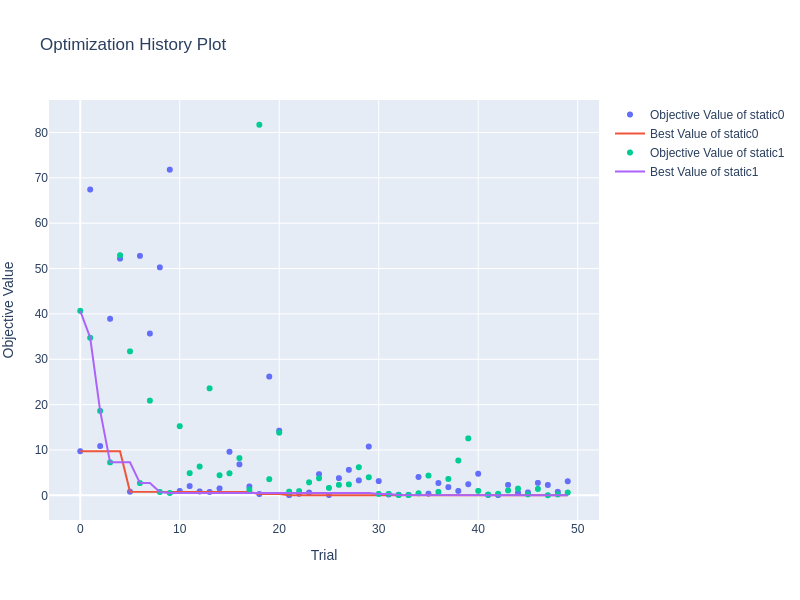 Optimization History Plot
Objective Value of static0
Best Value of static0
Objective Value of static1
Best Value of static1
Objective Value
80
70
60
50
40
30
20
10
0
0 10 20 30 40 50
Trial